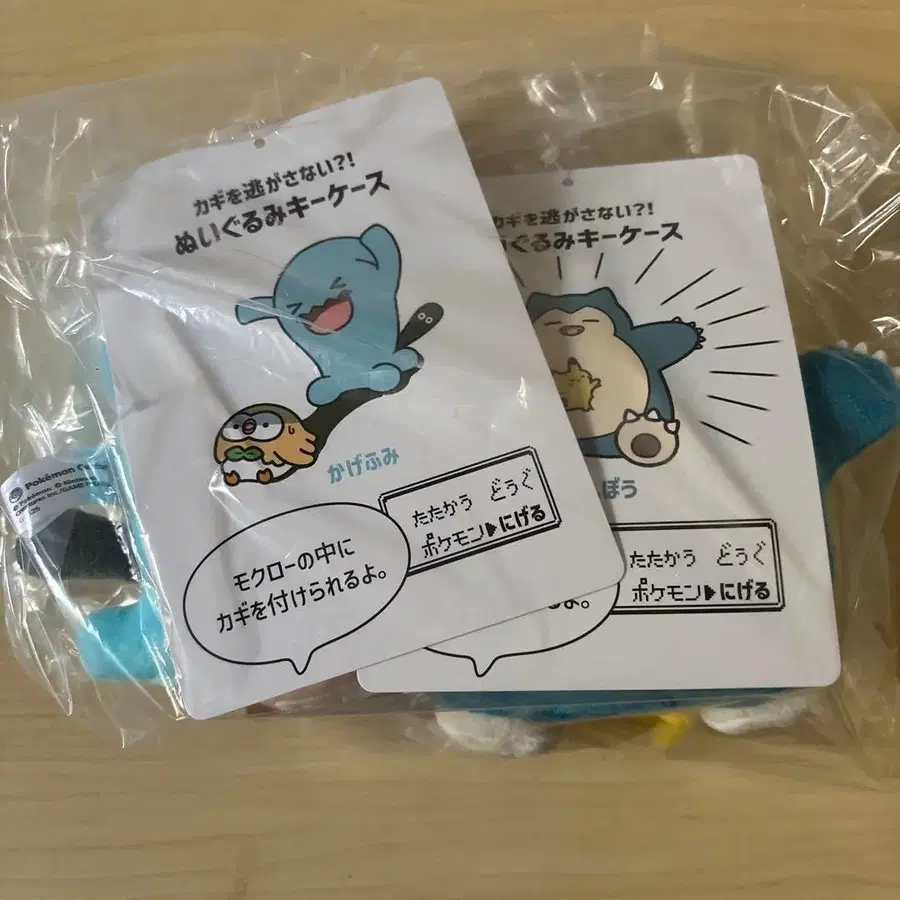 カギを逃がさない?!
ぬいぐるみキーケース
かげふみ
たたかう どうぐ
ポケモン▶にげる
モクローの中に
カギを付けられるよ。
カギを逃がさない?!
ぐるみキーケース
ぼう
たたかう どうぐ
ポケモン▶にげる
よ。
Pokémon